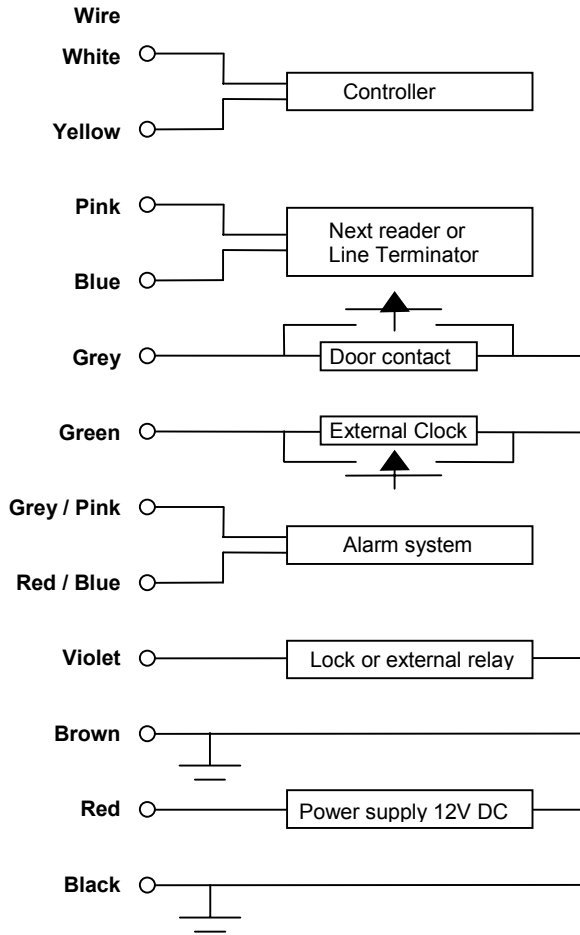 Wire
White
Controller
Yellow
Pink
Next reader or
Line Terminator
Blue
Grey
Door contact
Green
External Clock
Grey / Pink
Alarm system
Red / Blue
Violet
Lock or external relay
Brown
Red
Power supply 12V DC
Black